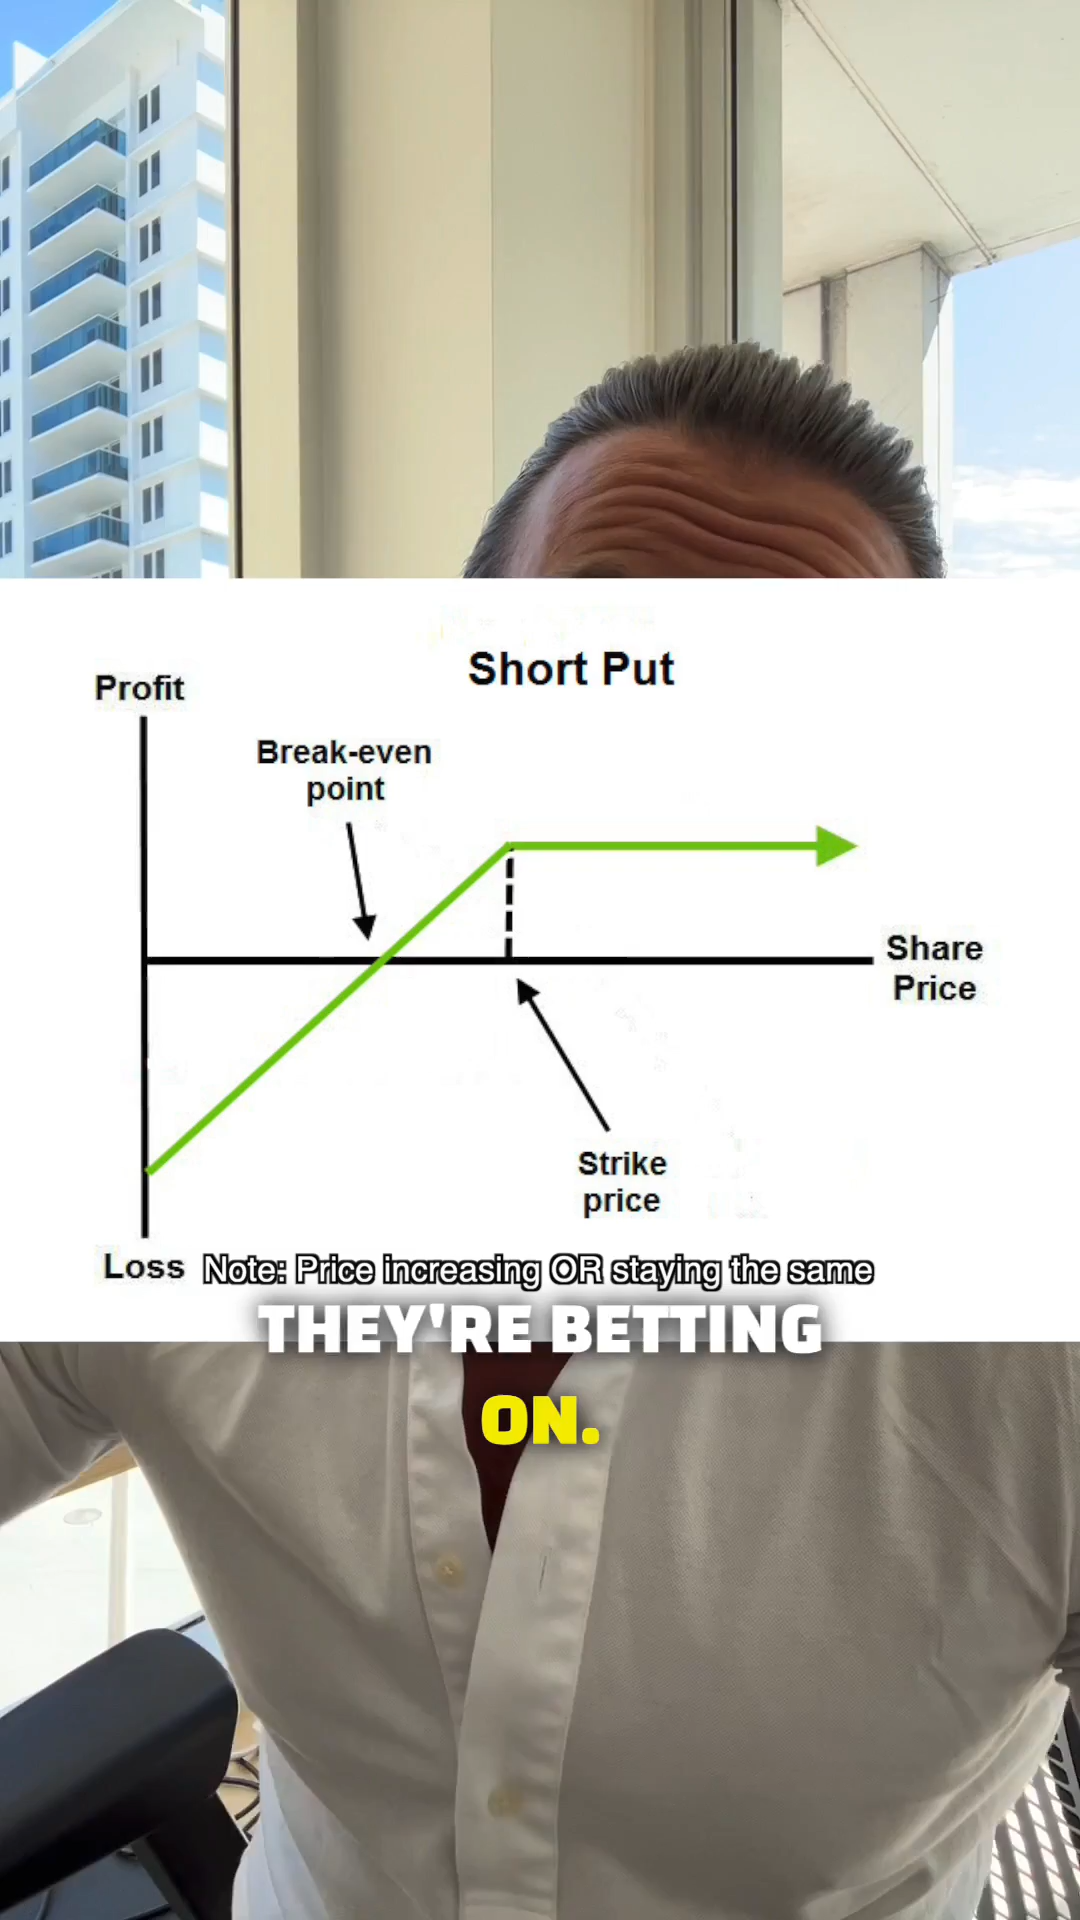 Short Put
Profit
Break-even
point
Share
Price
Strike
price
Loss
Note: Price increasing OR staying the same
THEY'RE BETTING
ON.